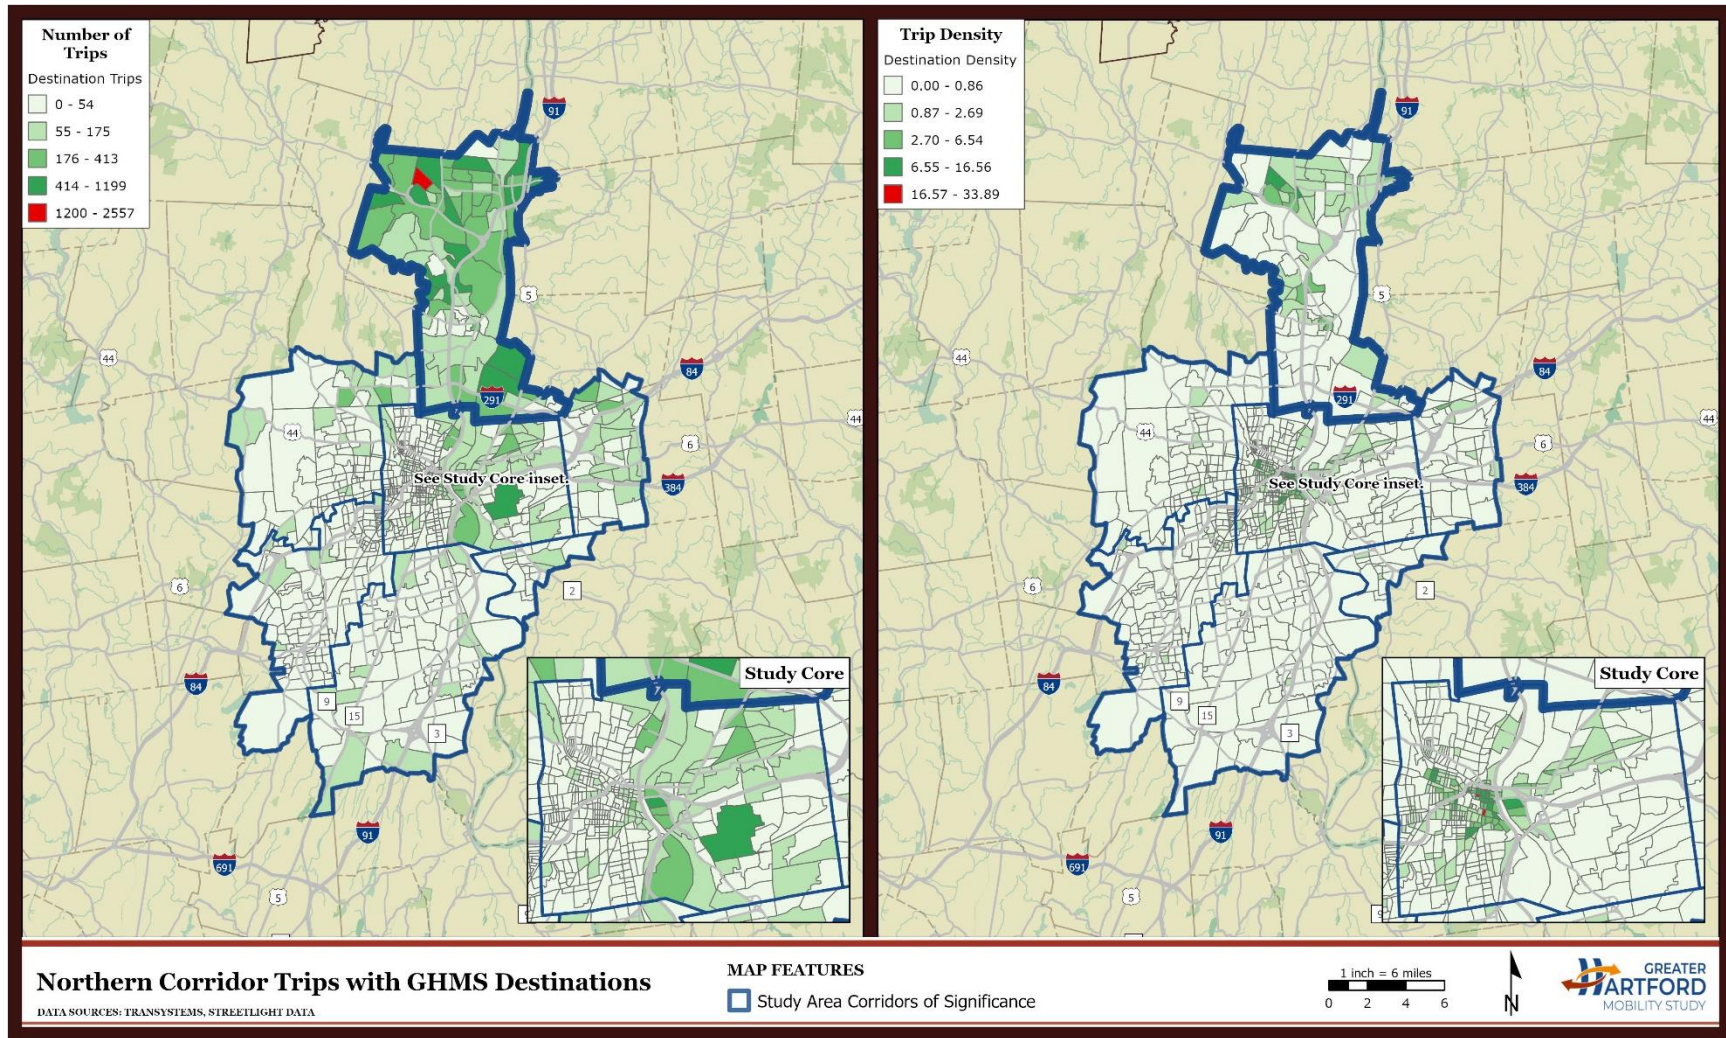 Number of
Trips
Destination Trips
0 - 54
55 - 175
176 - 413
414 - 1199
1200 - 2557
91
5
44
84
291
44
44
6
See Study Core inset.
384
6
2
84
9
15
3
91
691
5
Study Core
Trip Density
Destination Density
0.00 - 0.86
0.87 - 2.69
2.70 - 6.54
6.55 - 16.56
16.57 - 33.89
91
5
44
84
291
44
44
6
See Study Core inset.
384
6
2
84
9
15
3
91
691
5
Study Core
Northern Corridor Trips with GHMS Destinations
DATA SOURCES: TRANSYSTEMS, STREETLIGHT DATA
MAP FEATURES
Study Area Corridors of Significance
1 inch = 6 miles
0 2 4 6
N
GREATER
HARTFORD
MOBILITY STUDY